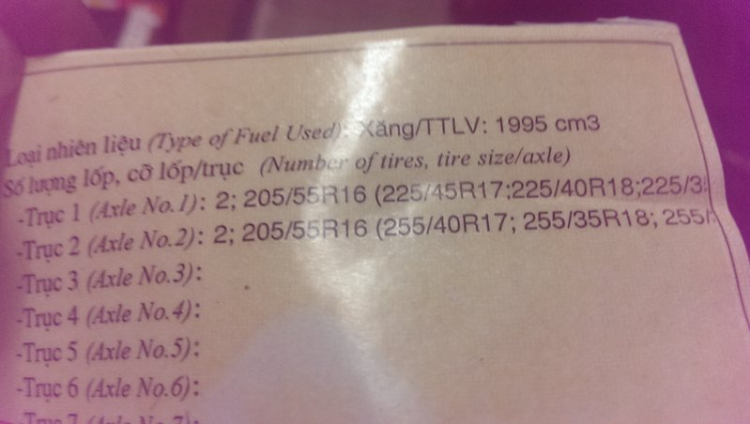 Loại nhiên liệu (Type of Fuel Used): Xăng/TTLV: 1995 cm3
Số lượng lốp, cỡ lốp/trục (Number of tires, tire size/axle)
-Trục 1 (Axle No.1): 2; 205/55R16 (225/45R17;225/40R18;225/3
-Trục 2 (Axle No.2): 2; 205/55R16 (255/40R17; 255/35R18; 255/
-Trục 3 (Axle No.3):
-Trục 4 (Axle No.4):
-Trục 5 (Axle No.5):
-Trục 6 (Axle No.6):